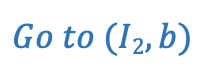 Go to (I₂, b)